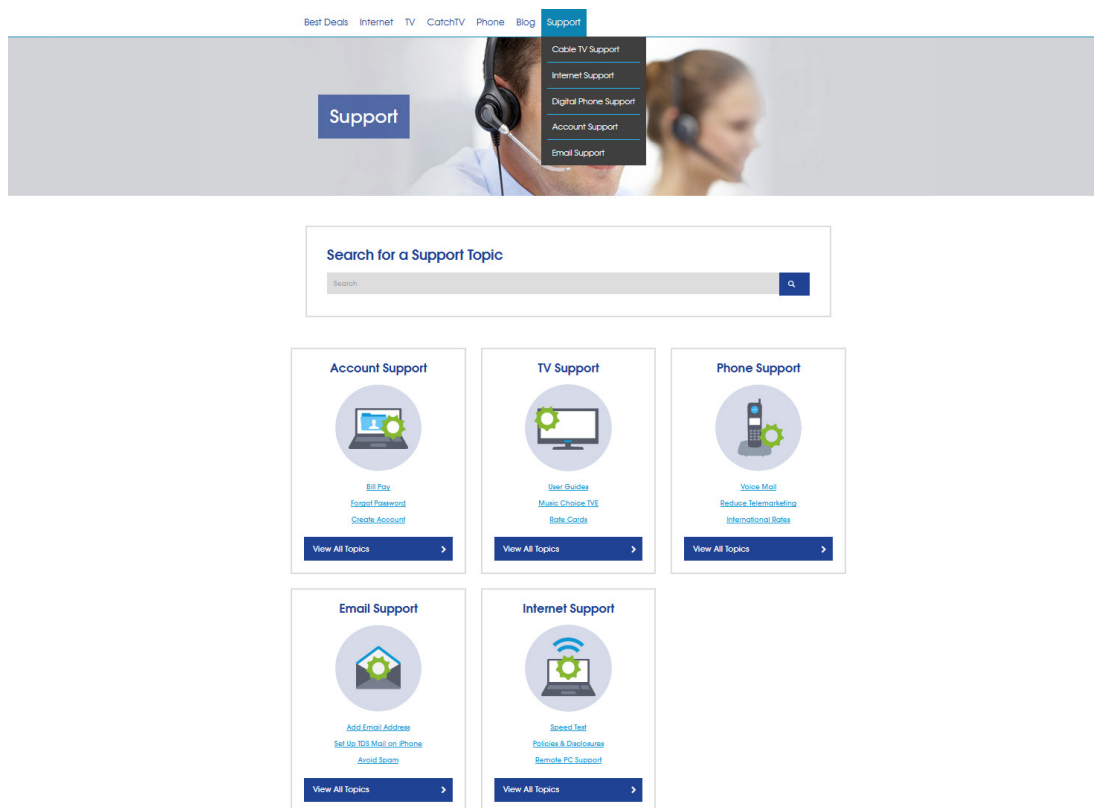 Best Deals Internet TV CatchTV Phone Blog Support
Cable TV Support
Internet Support
Digital Phone Support
Account Support
Email Support
Support
Search for a Support Topic
Search
Account Support
Bill Pay
Forgot Password
Create Account
View All Topics
TV Support
User Guides
Music Choice TVE
Rate Cards
View All Topics
Phone Support
Voice Mail
Reduce Telemarketing
International Rates
View All Topics
Email Support
Add Email Address
Set Up TDS Mail on iPhone
Avoid Spam
View All Topics
Internet Support
Speed Test
Policies & Disclosures
Remote PC Support
View All Topics